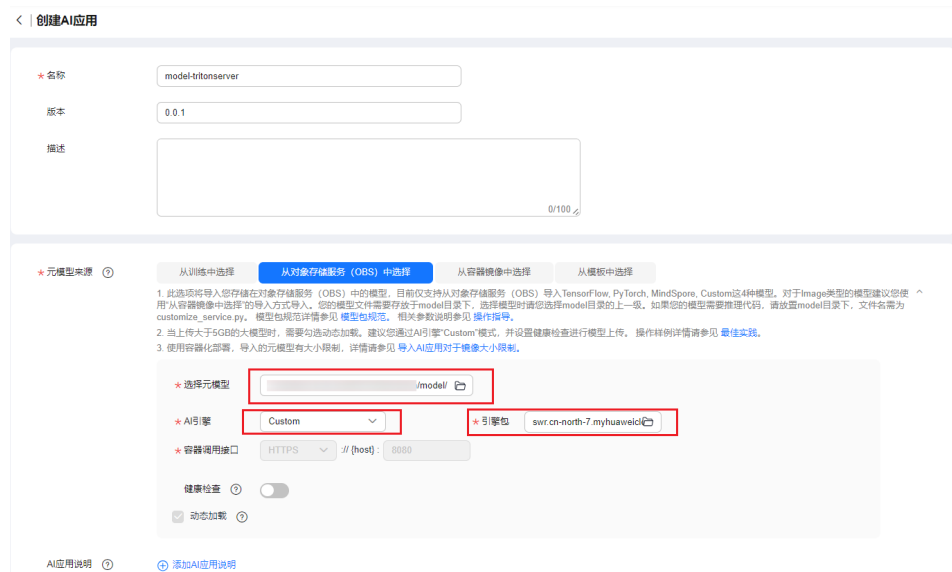 创建AI应用
名称 model-tritonserver
版本 0.0.1
描述
0/100
元模型来源 从训练中选择 从对象存储服务（OBS）中选择 从容器镜像中选择 从模板中选择
1. 此选项将导入您存储在对象存储服务（OBS）中的模型，目前仅支持从对象存储服务（OBS）导入TensorFlow, PyTorch, MindSpore, Custom这4种模型。对于Image类型的模型建议您使
用“从容器镜像中选择”的导入方式导入。您的模型文件需要存放于model目录下，选择模型时请您选择model目录的上一级。如果您的模型需要推理代码，请放置model目录下，文件名需为
customize_service.py。 模型包规范详情参见 模型包规范。 相关参数说明参见 操作指导。
2. 当上传大于5GB的大模型时，需要勾选动态加载。建议您通过AI引擎“Custom”模式，并设置健康检查进行模型上传。 操作样例详情请参见 最佳实践。
3. 使用容器化部署，导入的元模型有大小限制，详情请参见 导入AI应用对于镜像大小限制。
选择元模型 /model/
AI引擎 Custom 引擎包 swr.cn-north-7.myhuaweicl
容器调用接口 HTTPS :// {host} : 8080
健康检查
动态加载
AI应用说明 添加AI应用说明